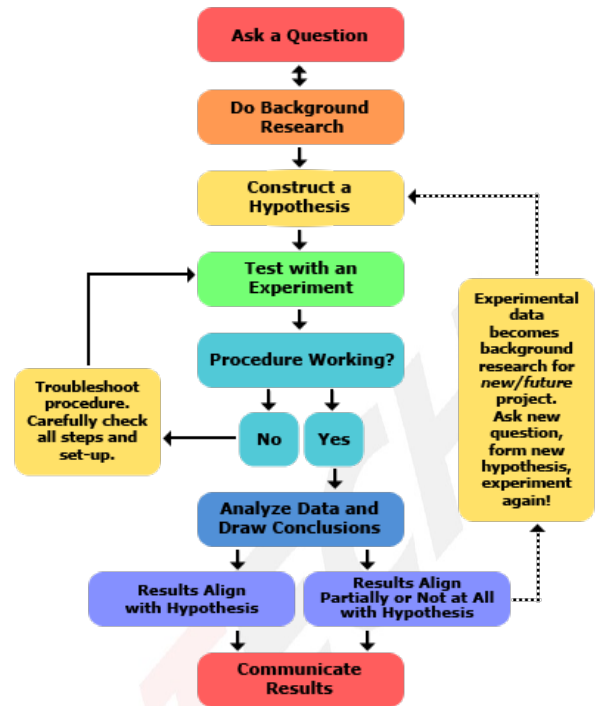 Ask a Question
Do Background
Research
Construct a
Hypothesis
Test with an
Experiment
Procedure Working?
No
Yes
Troubleshoot
procedure.
Carefully check
all steps and
set-up.
Experimental
data
becomes
background
research for
new/future
project.
Ask new
question,
form new
hypothesis,
experiment
again!
Analyze Data and
Draw Conclusions
Results Align
with Hypothesis
Results Align
Partially or Not at All
with Hypothesis
Communicate
Results